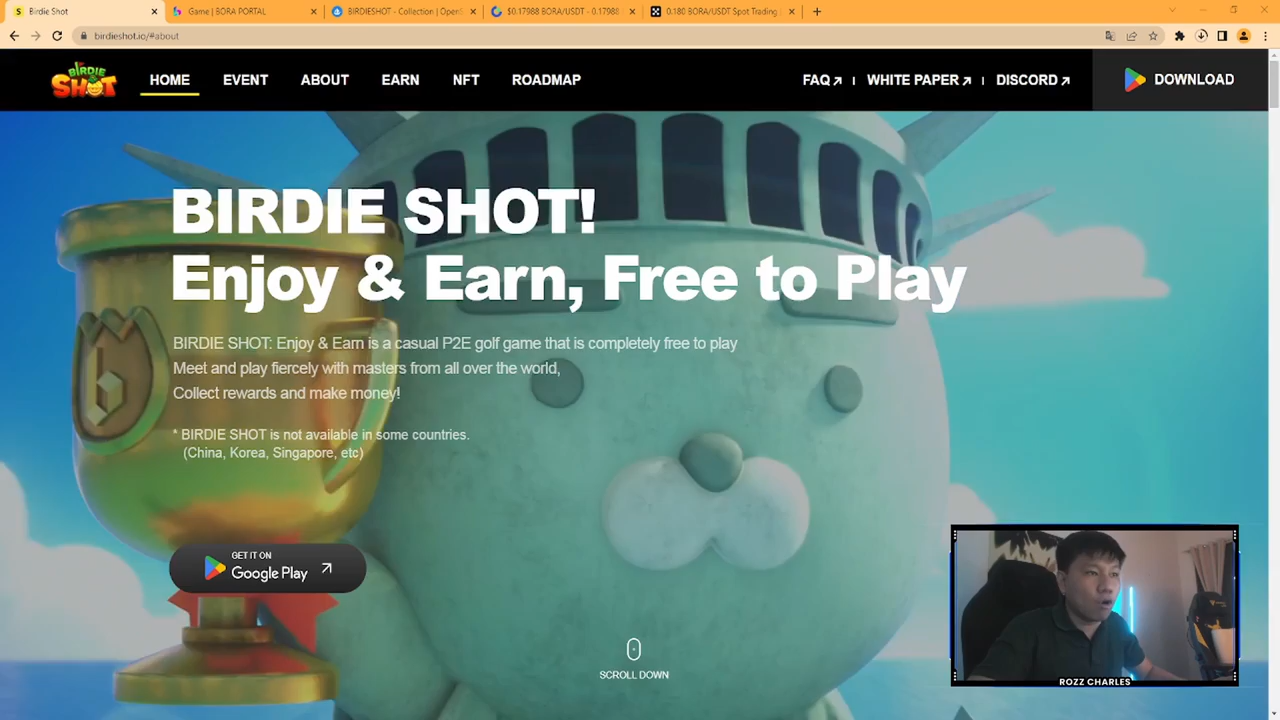 Birdie Shot
Game | BORA PORTAL
BIRDIESHOT - Collection | OpenS
$0.17988 BORA/USDT - 0.17988
0.180 BORA/USDT Spot Trading
birdieshot.io/#about
BIRDIE SHOT
HOME
EVENT
ABOUT
EARN
NFT
ROADMAP
FAQ
WHITE PAPER
DISCORD
DOWNLOAD
BIRDIE SHOT!
Enjoy & Earn, Free to Play
BIRDIE SHOT: Enjoy & Earn is a casual P2E golf game that is completely free to play
Meet and play fiercely with masters from all over the world,
Collect rewards and make money!
* BIRDIE SHOT is not available in some countries.
(China, Korea, Singapore, etc)
GET IT ON
Google Play
SCROLL DOWN
ROZZ CHARLES